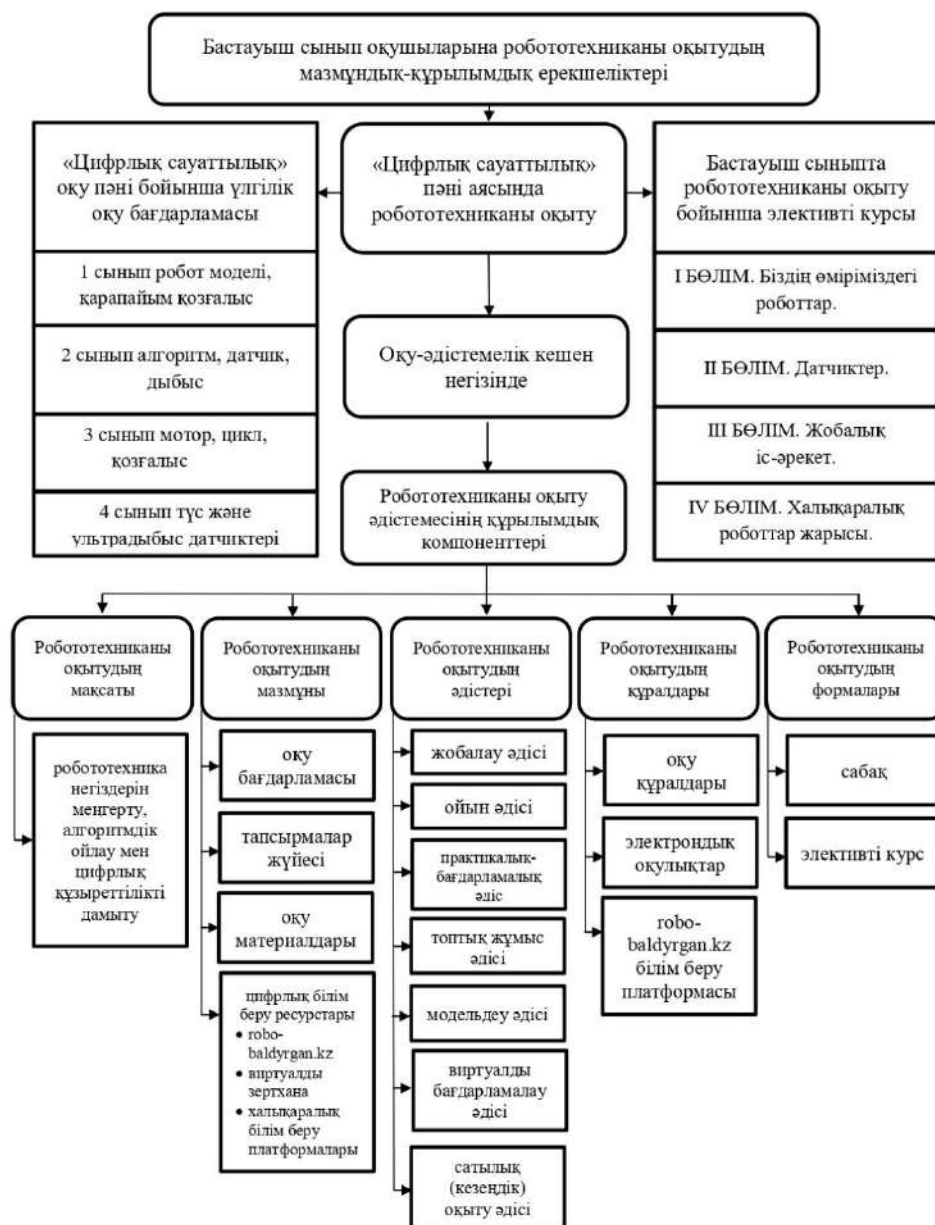 Бастауыш сынып оқушыларына робототехниканы оқытудың
мазмұндық-құрылымдық ерекшеліктері
«Цифрлық сауаттылық»
оқу пәні бойынша үлгілік
оқу бағдарламасы
1 сынып робот моделі,
қарапайым қозғалыс
2 сынып алгоритм, датчик,
дыбыс
3 сынып мотор, цикл,
қозғалыс
4 сынып түс және
ультрадыбыс датчиктері
«Цифрлық сауаттылық»
пәні аясында
робототехниканы оқыту
Оқу-әдістемелік кешен
негізінде
Робототехниканы оқыту
әдістемесінің құрылымдық
компоненттері
Бастауыш сыныпта
робототехниканы оқыту
бойынша элективті курсы
I БӨЛІМ. Біздің өміріміздегі
роботтар.
II БӨЛІМ. Датчиктер.
III БӨЛІМ. Жобалық
іс-әрекет.
IV БӨЛІМ. Халықаралық
роботтар жарысы.
Робототехниканы
оқытудың
мақсаты
робототехника
негіздерін
меңгерту,
алгоритмдік
ойлау мен
цифрлық
құзыреттілікті
дамыту
Робототехниканы
оқытудың
мазмұны
оқу
бағдарламасы
тапсырмалар
жүйесі
оқу
материалдары
цифрлық білім
беру ресурстары
• robo-
baldyrgan.kz
• виртуалды
зертхана
• халықаралық
білім беру
платформалары
Робототехниканы
оқытудың
әдістері
жобалау әдісі
ойын әдісі
практикалық-
бағдарламалық
әдіс
топтық жұмыс
әдісі
модельдеу әдісі
виртуалды
бағдарламалау
әдісі
сатылық
(кезеңдік)
оқыту әдісі
Робототехниканы
оқытудың
құралдары
оқу
құралдары
электрондық
оқулықтар
robo-
baldyrgan.kz
білім беру
платформасы
Робототехниканы
оқытудың
формалары
сабақ
элективті курс